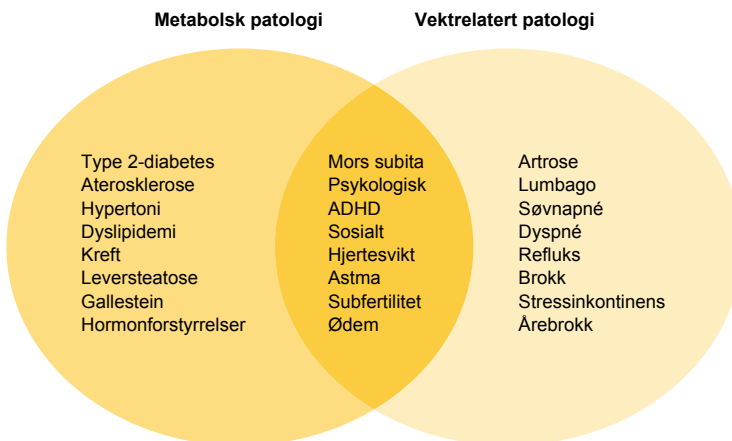 Metabolsk patologi
Vektrelatert patologi
Type 2-diabetes
Aterosklerose
Hypertoni
Dyslipidemi
Kreft
Leversteatose
Gallestein
Hormonforstyrrelser
Mors subita
Psykologisk
ADHD
Sosialt
Hjertesvikt
Astma
Subfertilitet
Ødem
Artrose
Lumbago
Søvnapné
Dyspné
Refluks
Brokk
Stressinkontinens
Årebrokk